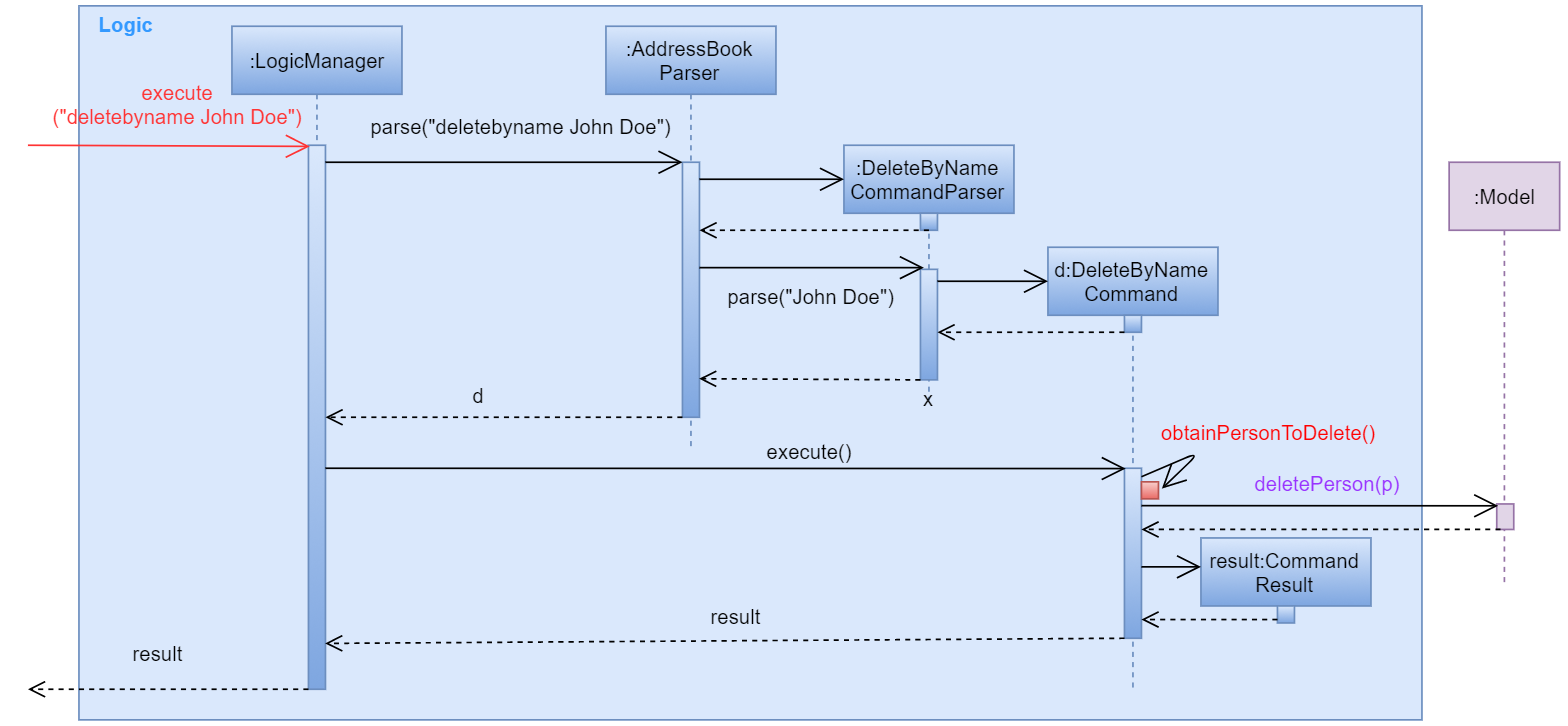 Logic
:LogicManager
:AddressBook
Parser
execute
("deletebyname John Doe")
parse("deletebyname John Doe")
:DeleteByName
CommandParser
:Model
parse("John Doe")
d:DeleteByName
Command
d
x
obtainPersonToDelete()
execute()
deletePerson(p)
result:Command
Result
result
result